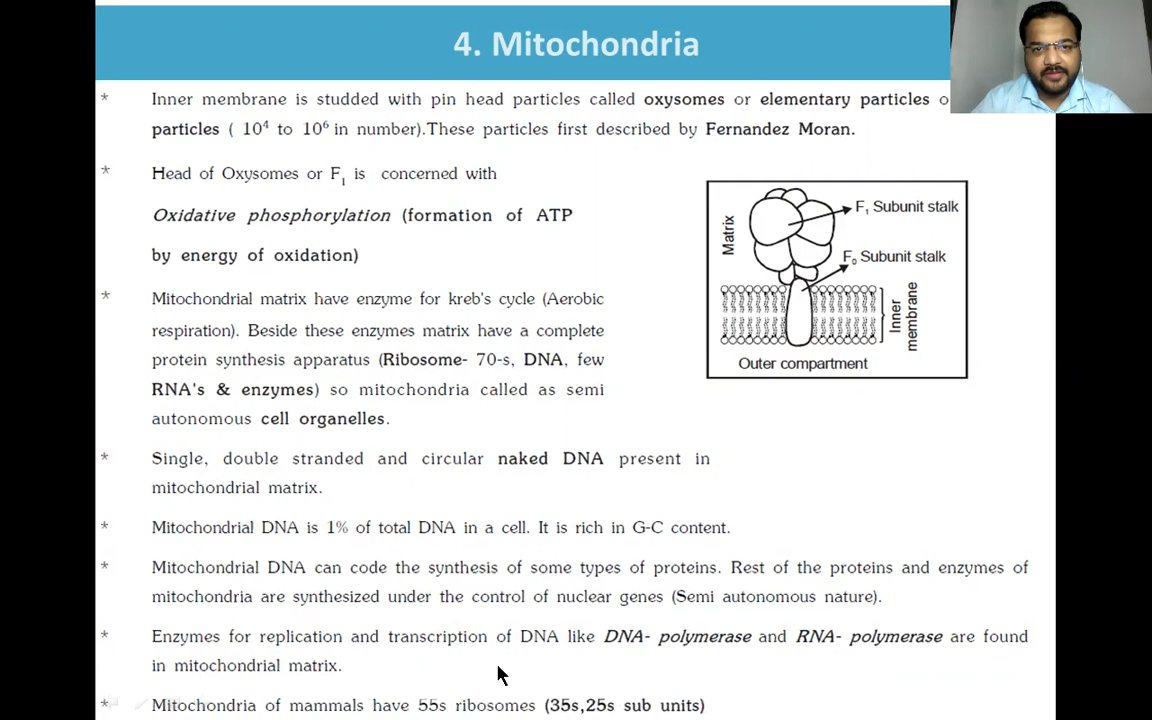 4. Mitochondria
* Inner membrane is studded with pin head particles called oxysomes or elementary particles
particles ( 10⁴ to 10⁶ in number).These particles first described by Fernandez Moran.
* Head of Oxysomes or F₁ is concerned with
Oxidative phosphorylation (formation of ATP
by energy of oxidation)
* Mitochondrial matrix have enzyme for kreb's cycle (Aerobic
respiration). Beside these enzymes matrix have a complete
protein synthesis apparatus (Ribosome- 70-s, DNA, few
RNA's & enzymes) so mitochondria called as semi
autonomous cell organelles.
Matrix
F₁ Subunit stalk
F₀ Subunit stalk
Inner
membrane
Outer compartment
* Single, double stranded and circular naked DNA present in
mitochondrial matrix.
* Mitochondrial DNA is 1% of total DNA in a cell. It is rich in G-C content.
* Mitochondrial DNA can code the synthesis of some types of proteins. Rest of the proteins and enzymes of
mitochondria are synthesized under the control of nuclear genes (Semi autonomous nature).
* Enzymes for replication and transcription of DNA like DNA- polymerase and RNA- polymerase are found
in mitochondrial matrix.
* Mitochondria of mammals have 55s ribosomes (35s,25s sub units)